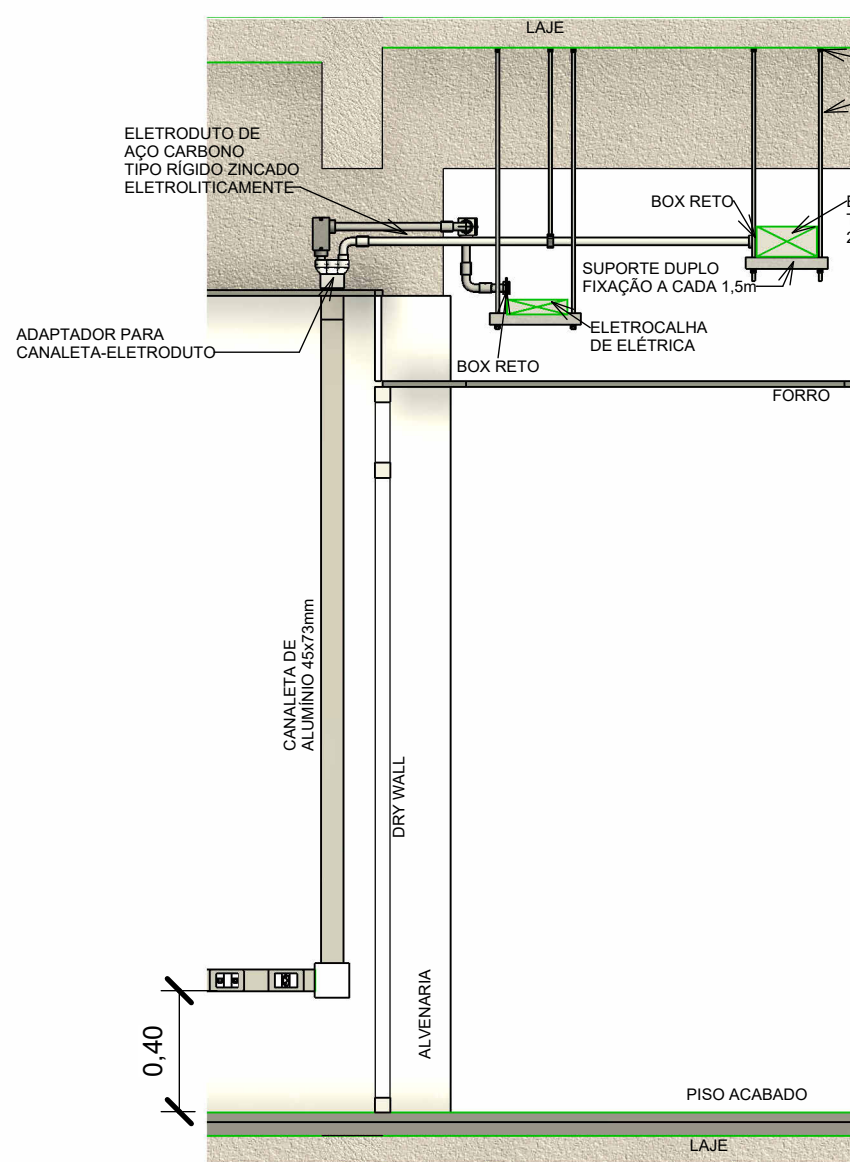 LAJE
ELETRODUTO DE
AÇO CARBONO
TIPO RÍGIDO ZINCADO
ELETROLITICAMENTE
BOX RETO
SUPORTE DUPLO
FIXAÇÃO A CADA 1,5m
ADAPTADOR PARA
CANALETA-ELETRODUTO
ELETROCALHA
DE ELÉTRICA
BOX RETO
FORRO
CANALETA DE
ALUMÍNIO 45x73mm
DRY WALL
ALVENARIA
0,40
PISO ACABADO
LAJE